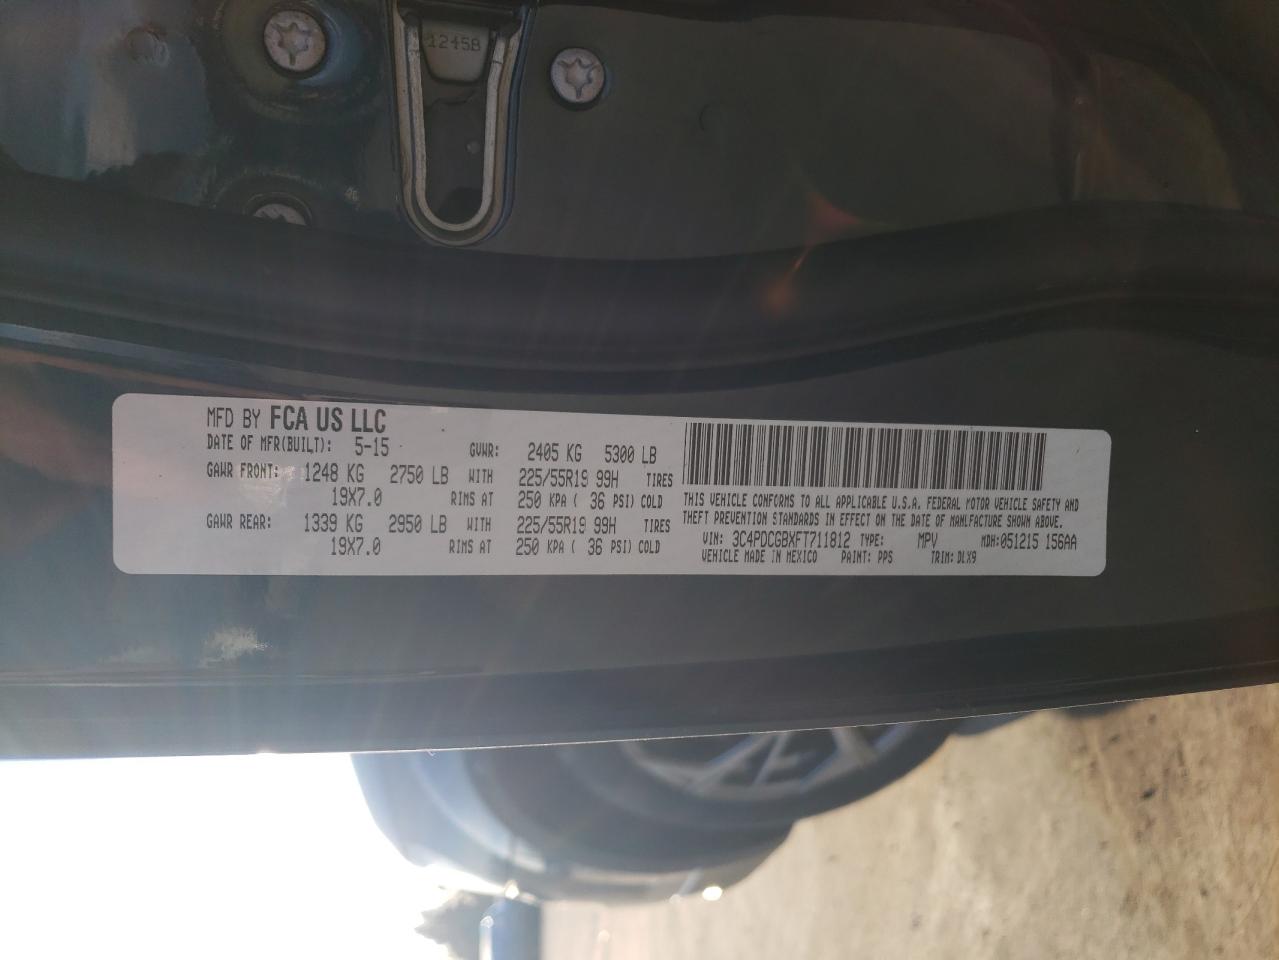 1245B
MFD BY FCA US LLC
DATE OF MFR(BUILT): 5-15 GVWR: 2405 KG 5300 LB
GAWR FRONT: 1248 KG 2750 LB WITH 225/55R19 99H TIRES
19X7.0 RIMS AT 250 KPA ( 36 PSI) COLD
GAWR REAR: 1339 KG 2950 LB WITH 225/55R19 99H TIRES
19X7.0 RIMS AT 250 KPA ( 36 PSI) COLD
THIS VEHICLE CONFORMS TO ALL APPLICABLE U.S.A. FEDERAL MOTOR VEHICLE SAFETY AND
THEFT PREVENTION STANDARDS IN EFFECT ON THE DATE OF MANUFACTURE SHOWN ABOVE.
VIN: 3C4PDCGBXFT711812 TYPE: MPV MDH:051215 156AA
VEHICLE MADE IN MEXICO PAINT: PPS TRIM: DLX9